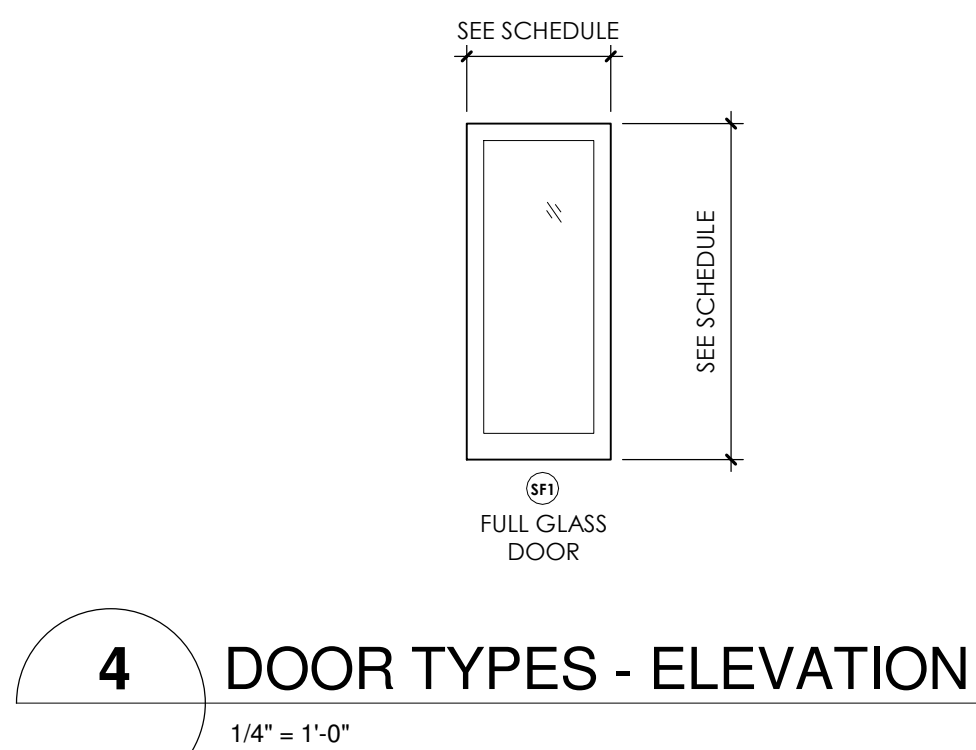 SEE SCHEDULE
SEE SCHEDULE
SF1
FULL GLASS
DOOR
4
DOOR TYPES - ELEVATION
1/4" = 1'-0"